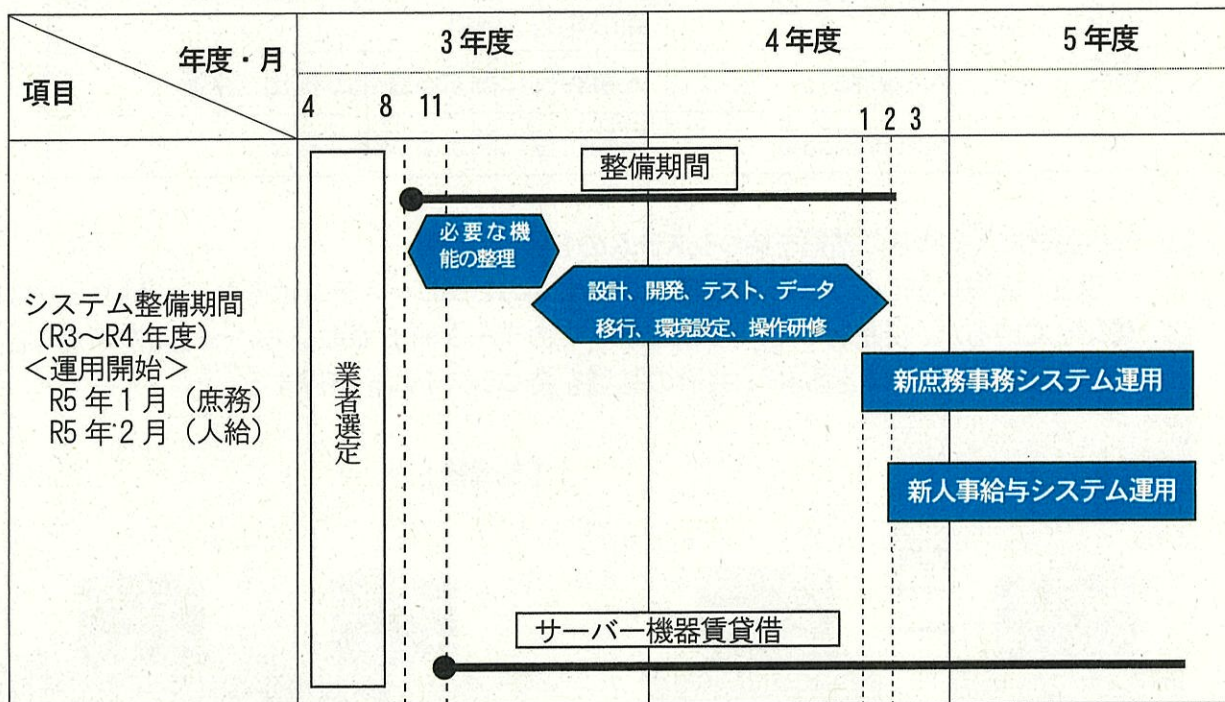 年度・月
項目
3年度
4年度
5年度
4 8 11
1 2 3
整備期間
必要な機
能の整理
設計、開発、テスト、データ
移行、環境設定、操作研修
システム整備期間
(R3～R4年度)
＜運用開始＞
R5年1月（庶務）
R5年2月（人給）
業者選定
新庶務事務システム運用
新人事給与システム運用
サーバー機器賃貸借